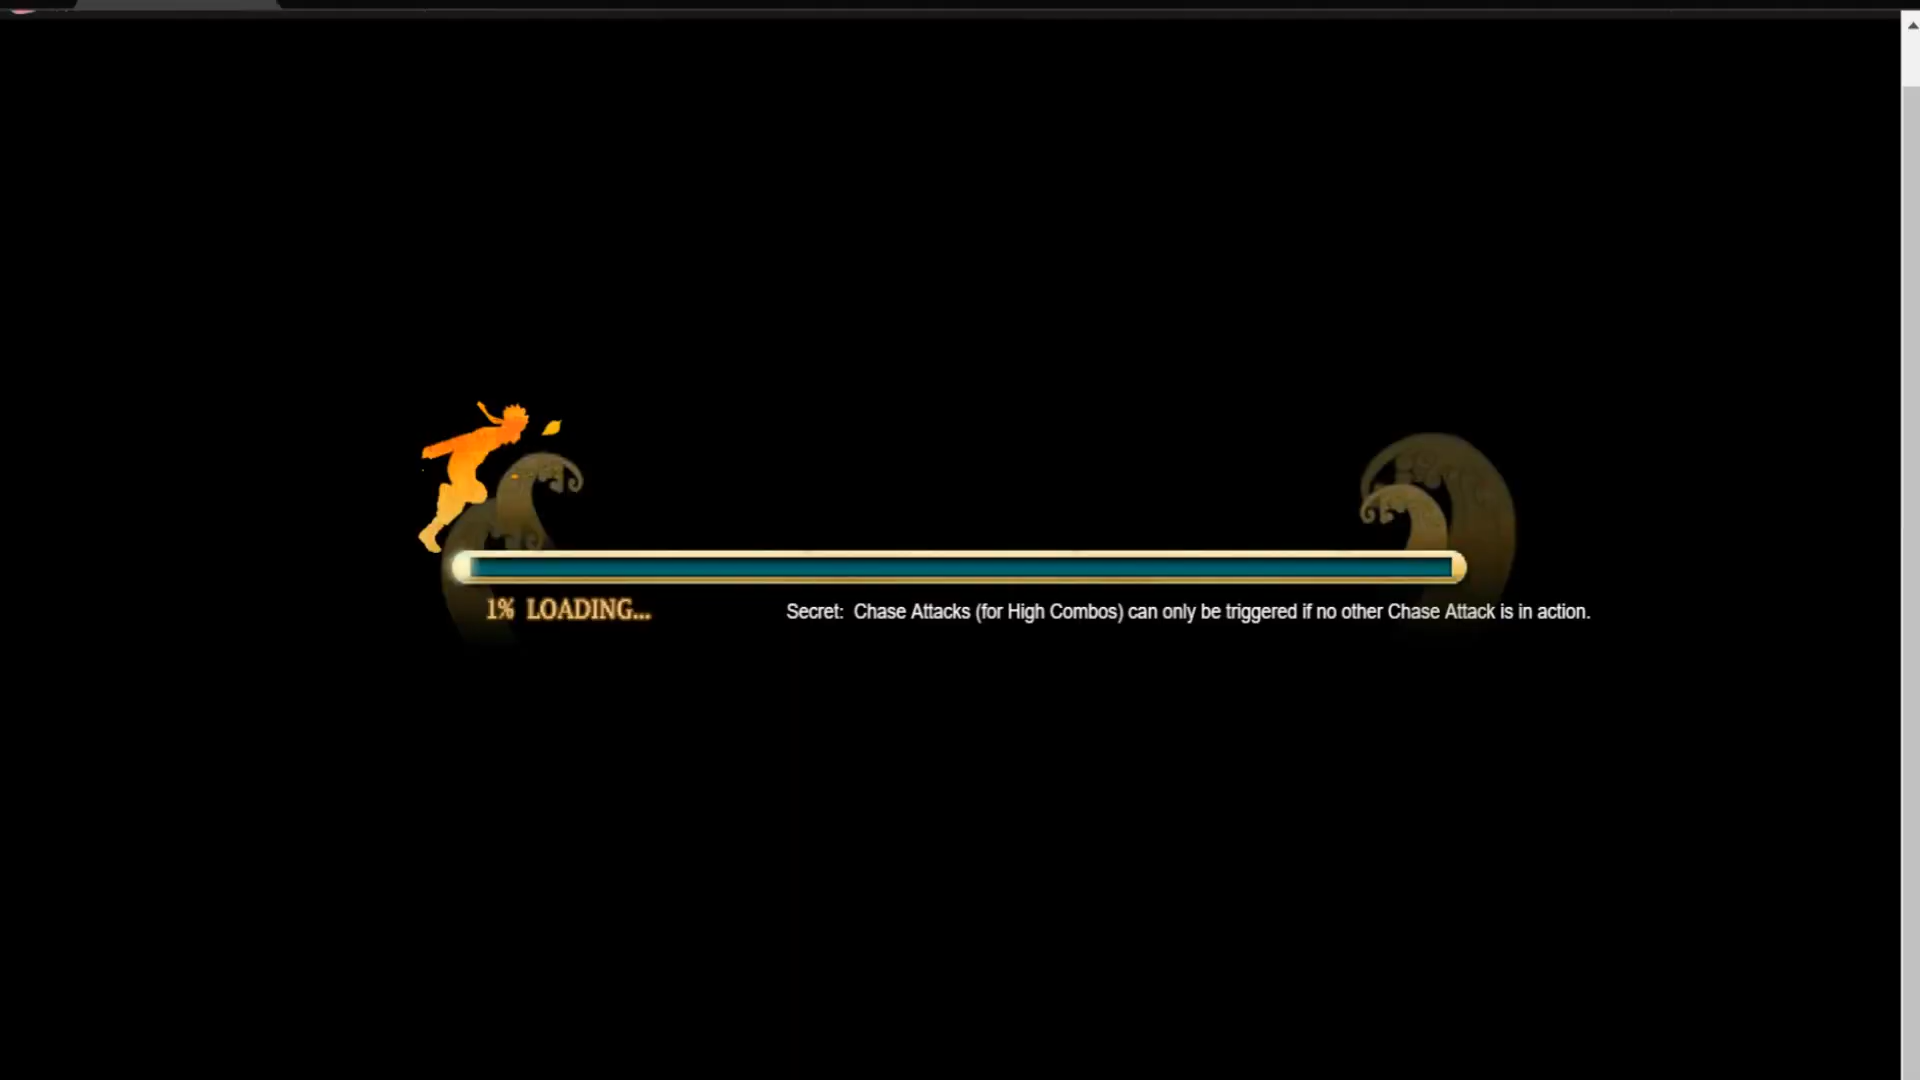 1% LOADING...
Secret: Chase Attacks (for High Combos) can only be triggered if no other Chase Attack is in action.